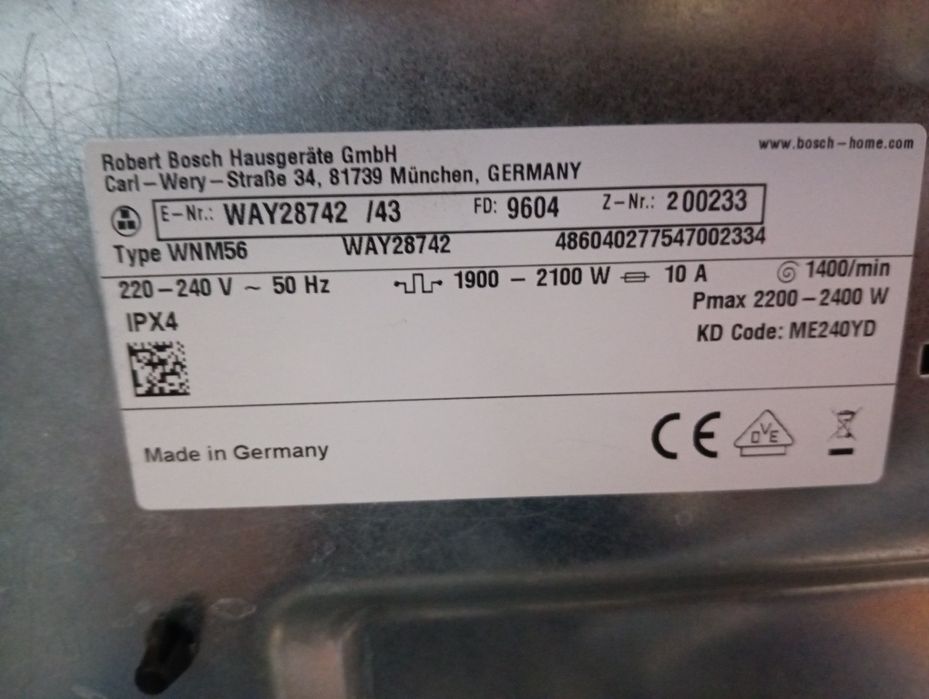 www.bosch-home.com
Robert Bosch Hausgeräte GmbH
Carl-Wery-Straße 34, 81739 München, GERMANY
E-Nr.: WAY28742 /43 FD: 9604 Z-Nr.: 200233
Type WNM56 WAY28742 486040277547002334
220-240 V ~ 50 Hz 1900 - 2100 W 10 A 1400/min
Pmax 2200-2400 W
IPX4
KD Code: ME240YD
Made in Germany
CE DVE